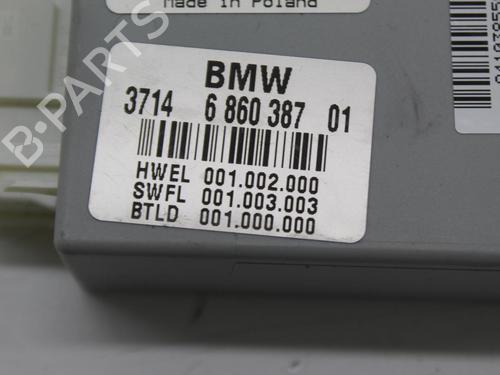 Made in Poland
BMW
3714 6 860 387 01
HWEL 001.002.000
SWFL 001.003.003
BTLD 001.000.000
B-PARTS